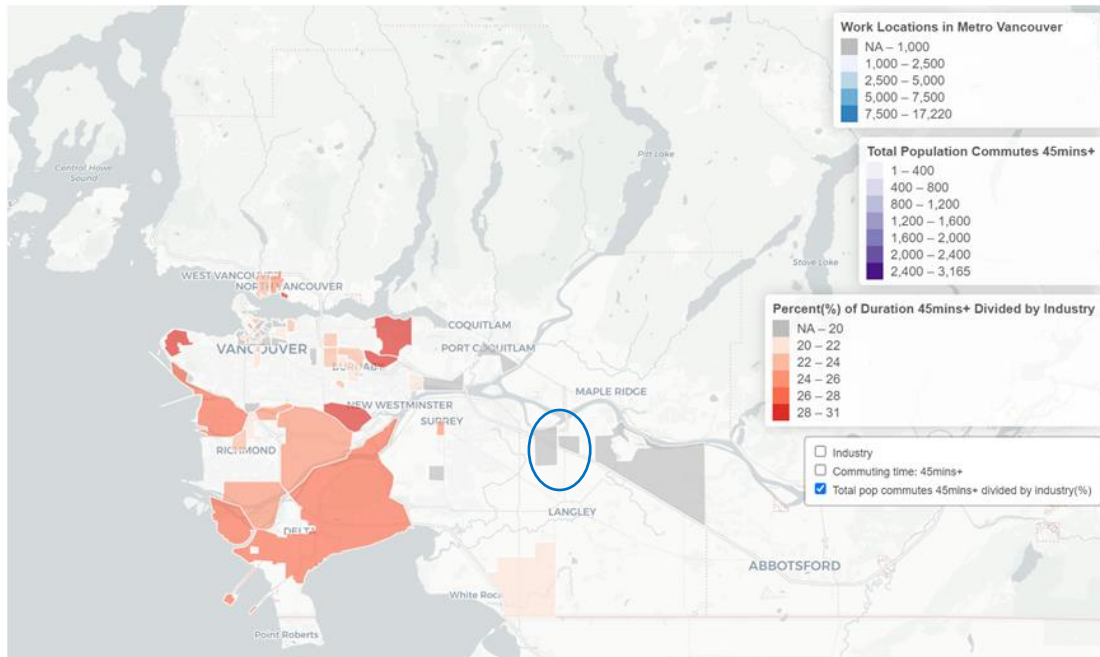 Work Locations in Metro Vancouver
NA – 1,000
1,000 – 2,500
2,500 – 5,000
5,000 – 7,500
7,500 – 17,220
Total Population Commutes 45mins+
1 – 400
400 – 800
800 – 1,200
1,200 – 1,600
1,600 – 2,000
2,000 – 2,400
2,400 – 3,165
Percent(%) of Duration 45mins+ Divided by Industry
NA – 20
20 – 22
22 – 24
24 – 26
26 – 28
28 – 31
Industry
Commuting time: 45mins+
Total pop commutes 45mins+ divided by industry(%)
Pitt Lake
Central Howe
Sound
Stave Lake
WEST VANCOUVER
NORTH VANCOUVER
COQUITLAM
VANCOUVER
PORT COQUITLAM
BURNABY
MAPLE RIDGE
NEW WESTMINSTER
SURREY
RICHMOND
LANGLEY
DELTA
ABBOTSFORD
White Roc
Point Roberts